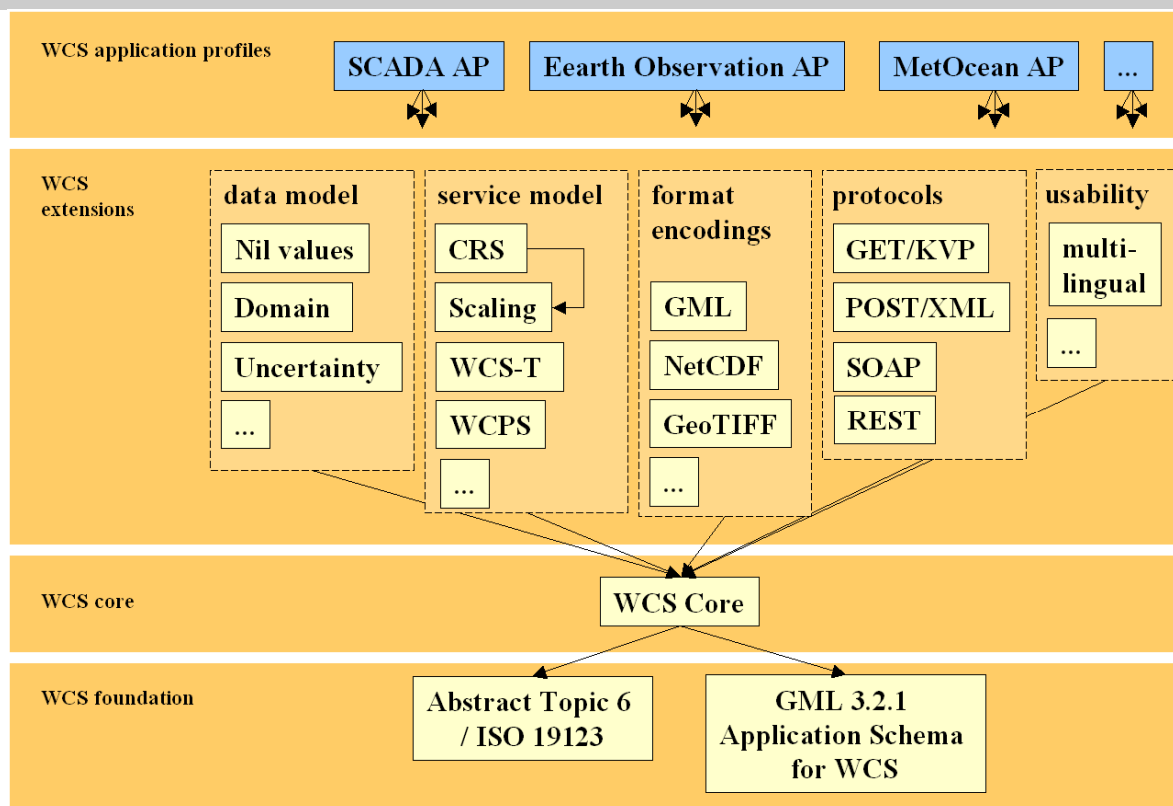 WCS application profiles
SCADA AP
Eearth Observation AP
MetOcean AP
...
WCS
extensions
data model
Nil values
Domain
Uncertainty
...
service model
CRS
Scaling
WCS-T
WCPS
...
format
encodings
GML
NetCDF
GeoTIFF
...
protocols
GET/KVP
POST/XML
SOAP
REST
usability
multi-
lingual
...
WCS core
WCS Core
WCS foundation
Abstract Topic 6
/ ISO 19123
GML 3.2.1
Application Schema
for WCS